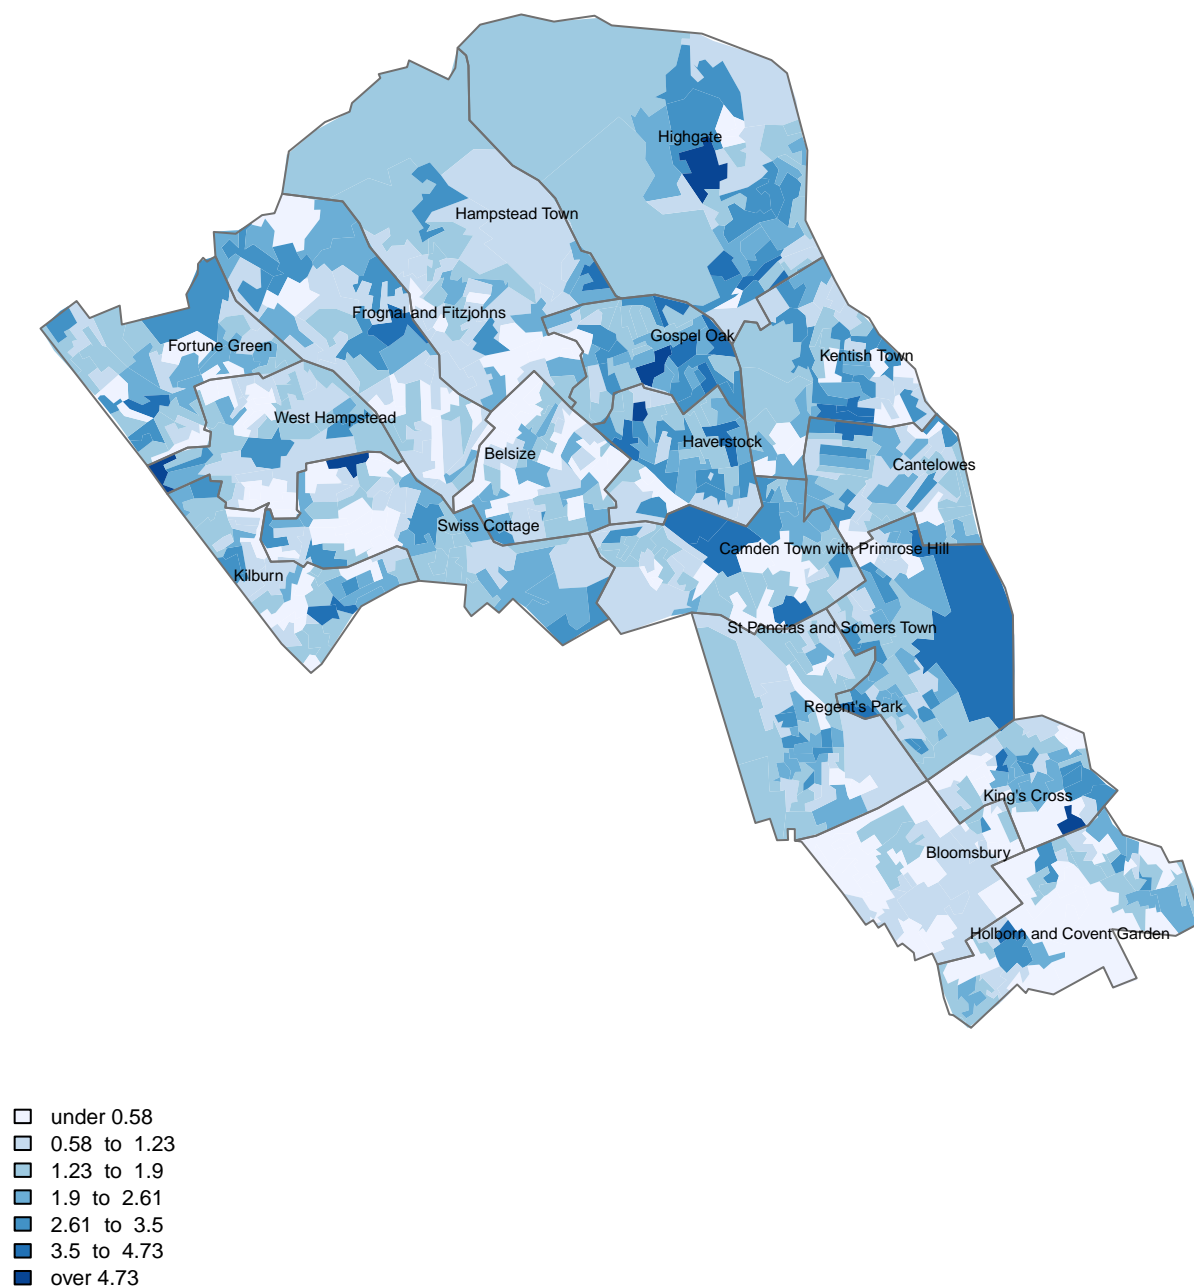 Highgate
Hampstead Town
Frognal and Fitzjohns
Gospel Oak
Fortune Green
Kentish Town
West Hampstead
Haverstock
Belsize
Cantelowes
Swiss Cottage
Camden Town with Primrose Hill
Kilburn
St Pancras and Somers Town
Regent's Park
King's Cross
Bloomsbury
Holborn and Covent Garden
under 0.58
0.58 to 1.23
1.23 to 1.9
1.9 to 2.61
2.61 to 3.5
3.5 to 4.73
over 4.73